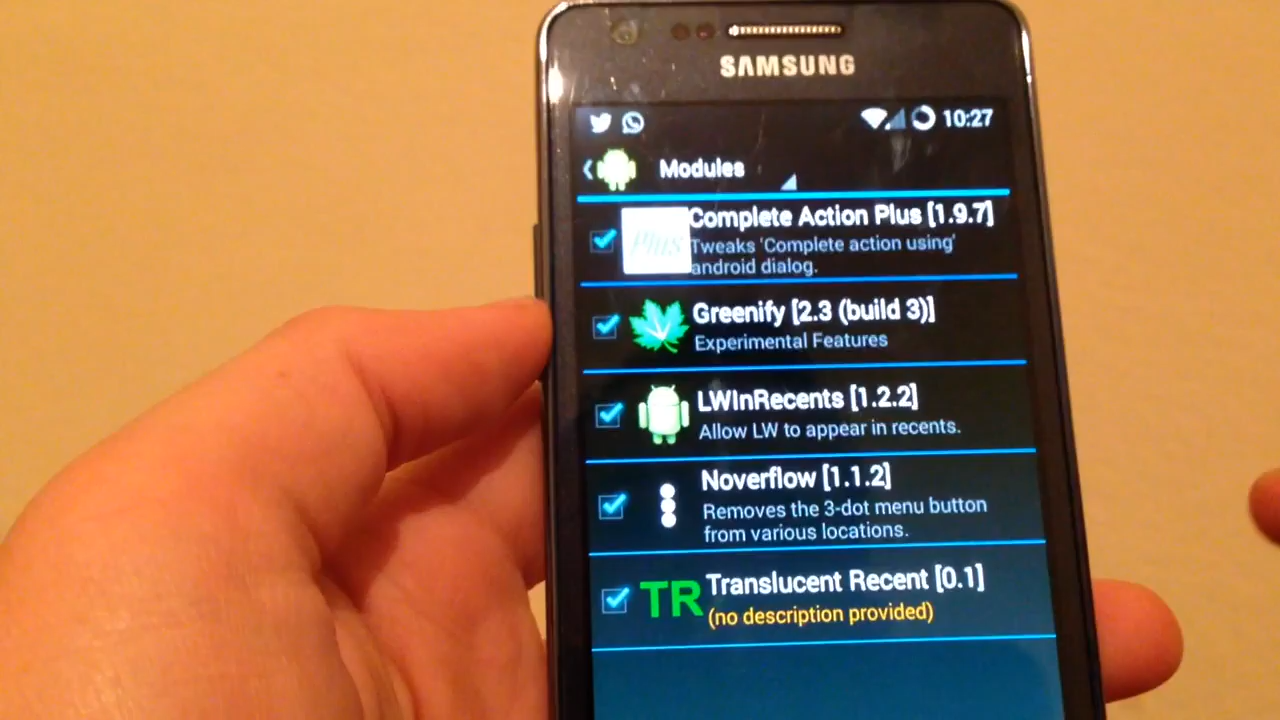 SAMSUNG
10:27
Modules
Plus
Complete Action Plus [1.9.7]
Tweaks 'Complete action using'
android dialog.
Greenify [2.3 (build 3)]
Experimental Features
LWInRecents [1.2.2]
Allow LW to appear in recents.
Noverflow [1.1.2]
Removes the 3-dot menu button
from various locations.
TR
Translucent Recent [0.1]
(no description provided)